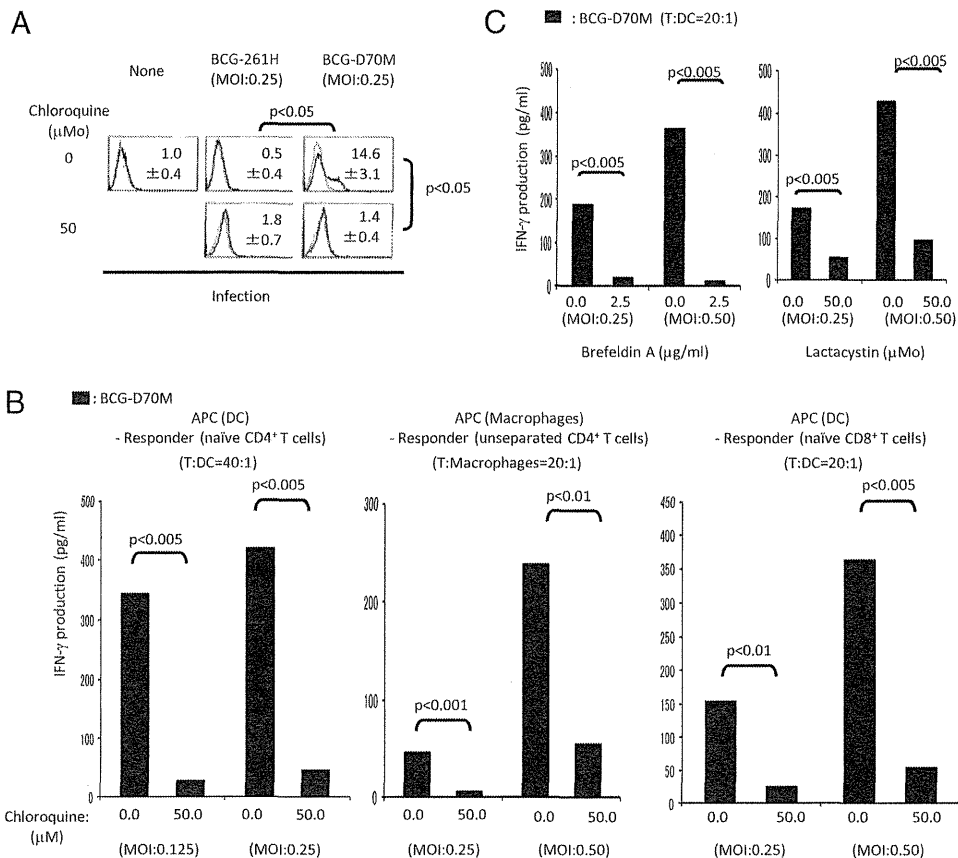 A
None
BCG-261H
(MOI:0.25)
BCG-D70M
(MOI:0.25)
Chloroquine
(μMo)
p<0.05
0
1.0
±0.4
0.5
±0.4
14.6
±3.1
p<0.05
50
1.8
±0.7
1.4
±0.4
Infection
C
: BCG-D70M (T:DC=20:1)
IFN-γ production (pg/ml)
500
400
300
200
100
0
p<0.005
p<0.005
0.0 2.5 0.0 2.5
(MOI:0.25) (MOI:0.50)
Brefeldin A (μg/ml)
500
400
300
200
100
0
p<0.005
p<0.005
0.0 50.0 0.0 50.0
(MOI:0.25) (MOI:0.50)
Lactacystin (μMo)
B
: BCG-D70M
APC (DC)
- Responder (naïve CD4⁺ T cells)
(T:DC=40:1)
IFN-γ production (pg/ml)
500
400
300
200
100
0
p<0.005
p<0.005
APC (Macrophages)
- Responder (unseparated CD4⁺ T cells)
(T:Macrophages=20:1)
300
200
100
0
p<0.001
p<0.01
APC (DC)
- Responder (naïve CD8⁺ T cells)
(T:DC=20:1)
450
400
350
300
250
200
150
100
50
0
p<0.01
p<0.005
Chloroquine:
(μM)
0.0 50.0 0.0 50.0
(MOI:0.125) (MOI:0.25)
0.0 50.0 0.0 50.0
(MOI:0.25) (MOI:0.50)
0.0 50.0 0.0 50.0
(MOI:0.25) (MOI:0.50)